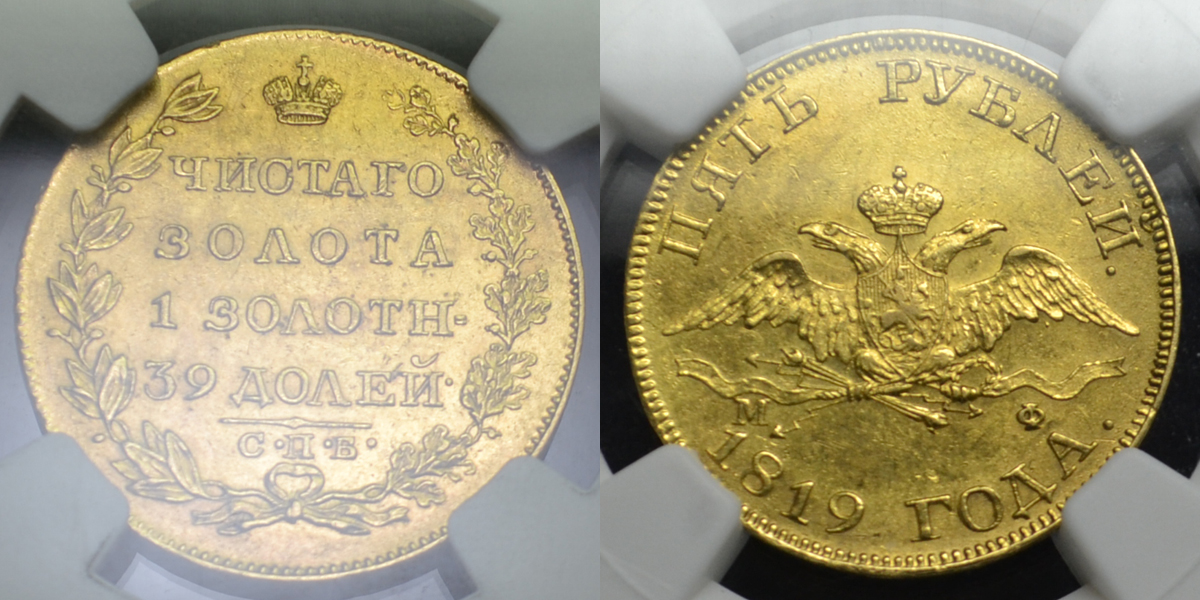 ЧИСТАГО
ЗОЛОТА
1 ЗОЛОТН-
39 ДОЛЕЙ·
С·П·Б·
ПЯТЬ РУБЛЕЙ.
М Ф
1819 ГОДА.